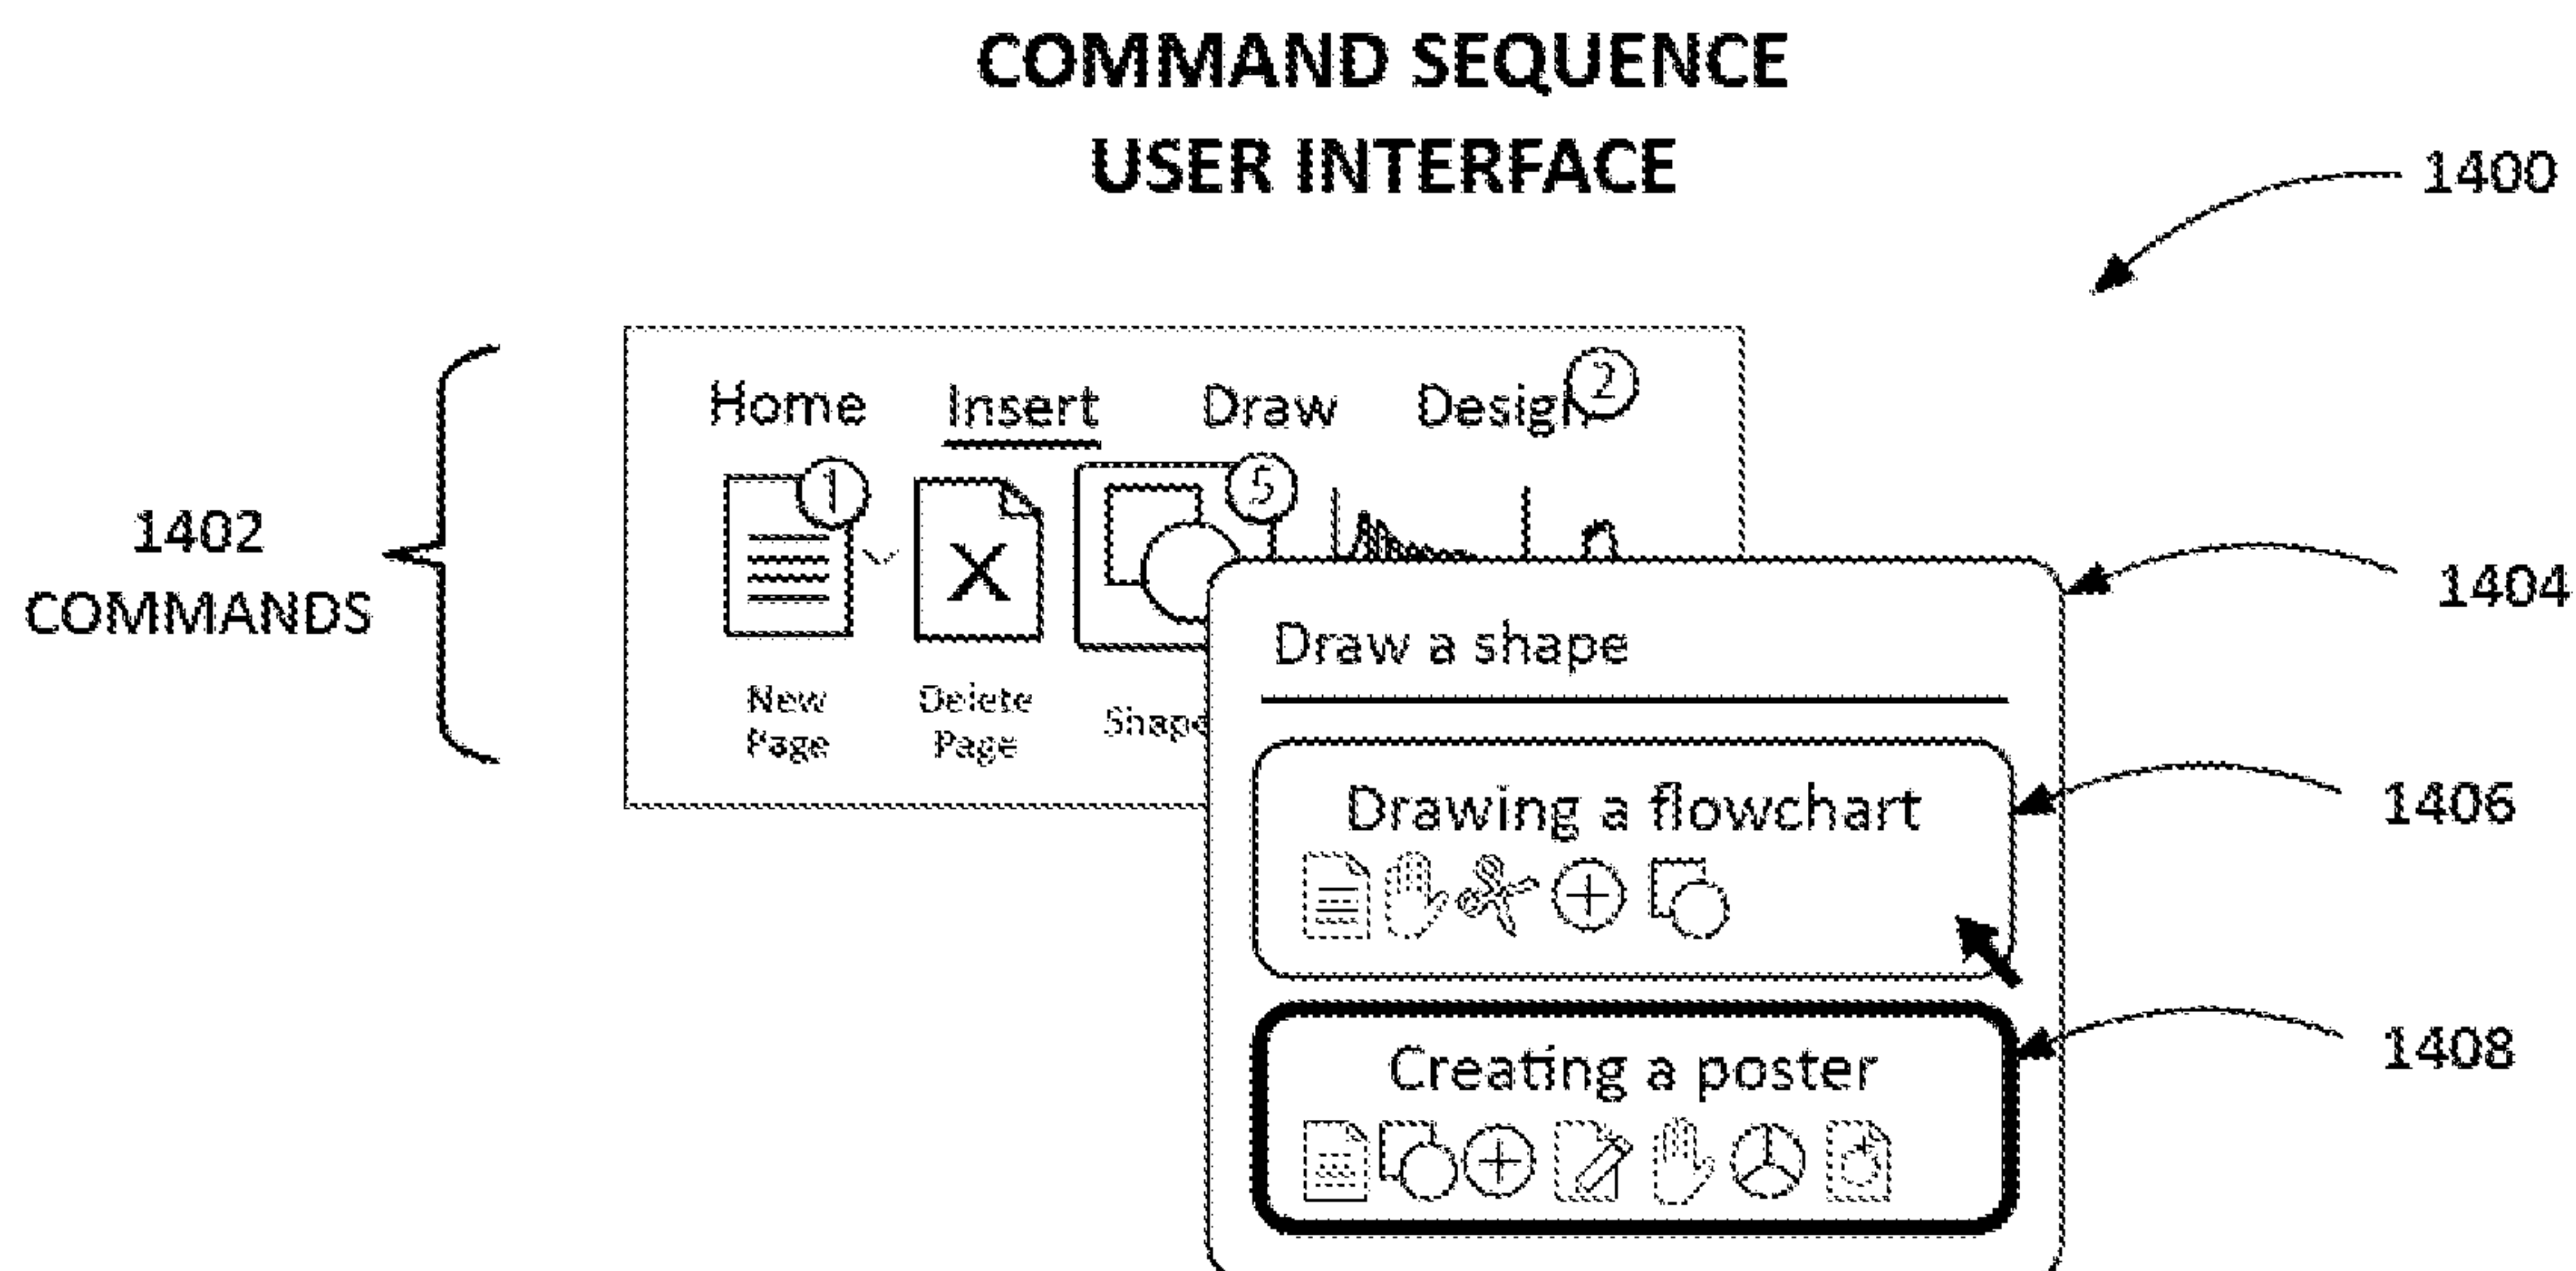 COMMAND SEQUENCE
USER INTERFACE
1400
Home Insert Draw Design 2
1 5
1402
COMMANDS
1404
Draw a shape
New Delete
Page Page
Shape
Drawing a flowchart
1406
Creating a poster
1408